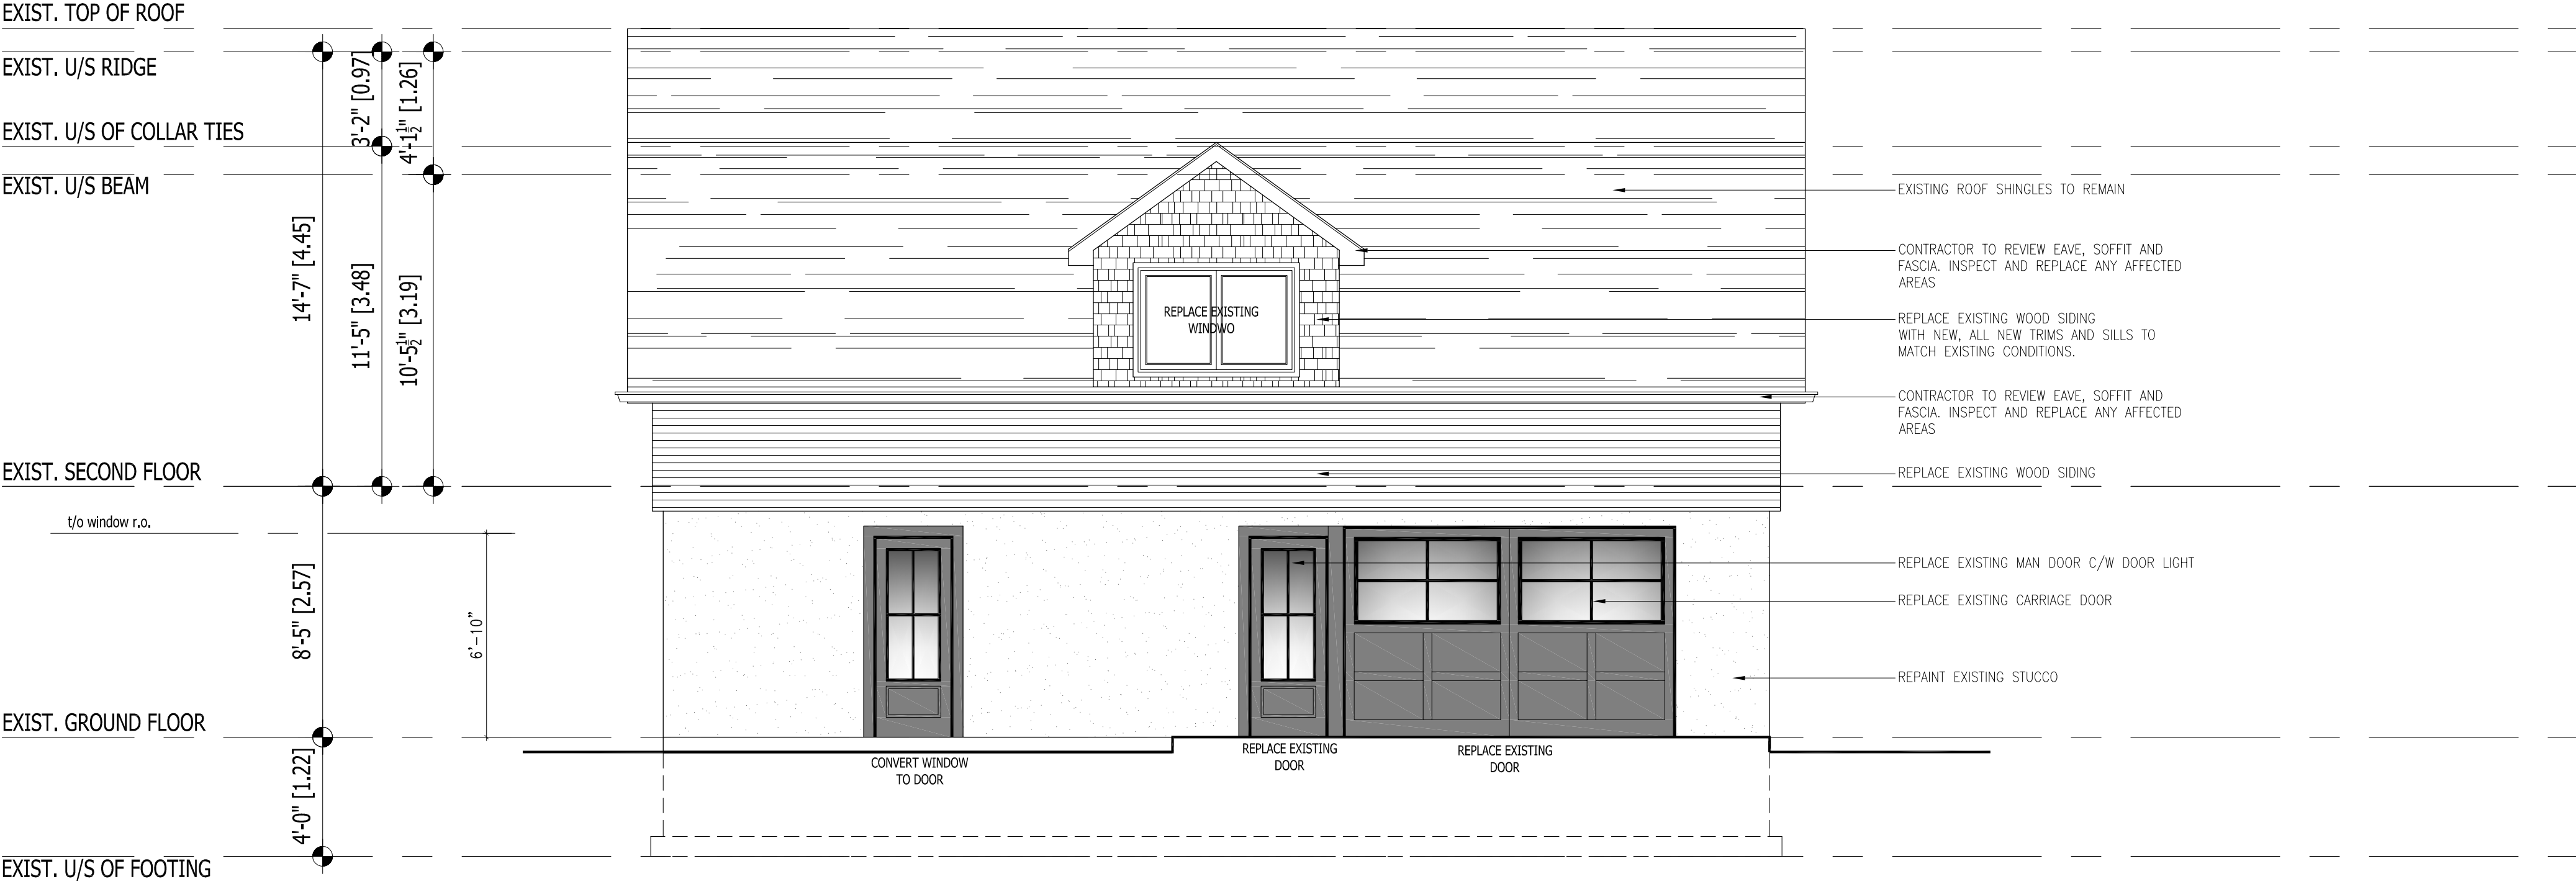 EXIST. TOP OF ROOF
EXIST. U/S RIDGE
EXIST. U/S OF COLLAR TIES
EXIST. U/S BEAM
EXIST. SECOND FLOOR
t/o window r.o.
EXIST. GROUND FLOOR
EXIST. U/S OF FOOTING
14'-7" [4.45]
3'-2" [0.97]
4'-1½" [1.26]
11'-5" [3.48]
10'-5½" [3.19]
8'-5" [2.57]
6'-10"
4'-0" [1.22]
REPLACE EXISTING
WINDWO
CONVERT WINDOW
TO DOOR
REPLACE EXISTING
DOOR
REPLACE EXISTING
DOOR
EXISTING ROOF SHINGLES TO REMAIN
CONTRACTOR TO REVIEW EAVE, SOFFIT AND
FASCIA. INSPECT AND REPLACE ANY AFFECTED
AREAS
REPLACE EXISTING WOOD SIDING
WITH NEW, ALL NEW TRIMS AND SILLS TO
MATCH EXISTING CONDITIONS.
CONTRACTOR TO REVIEW EAVE, SOFFIT AND
FASCIA. INSPECT AND REPLACE ANY AFFECTED
AREAS
REPLACE EXISTING WOOD SIDING
REPLACE EXISTING MAN DOOR C/W DOOR LIGHT
REPLACE EXISTING CARRIAGE DOOR
REPAINT EXISTING STUCCO